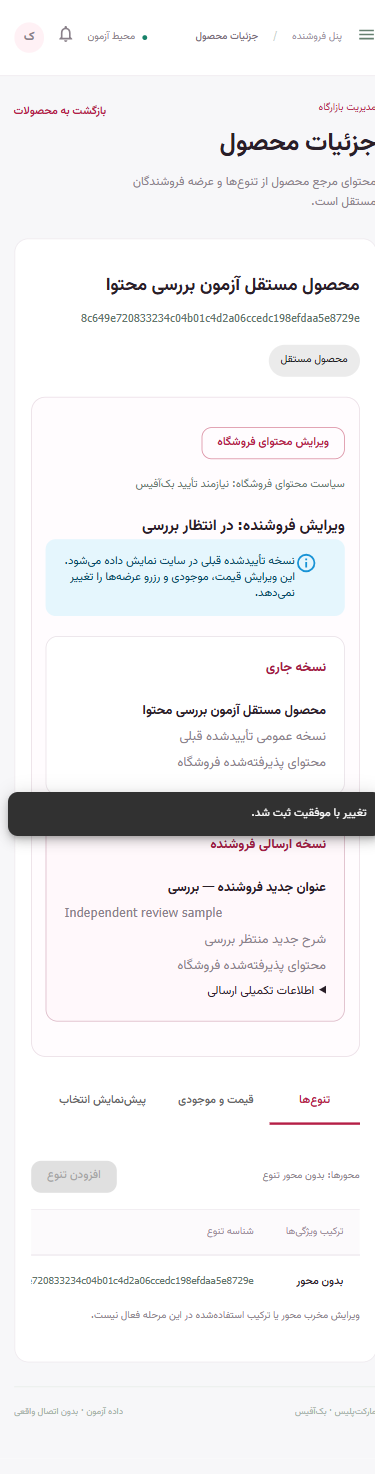 پنل فروشنده / جزئیات محصول
محیط آزمون
ک
مدیریت بازارگاه
بازگشت به محصولات
جزئیات محصول
محتوای مرجع محصول از تنوع‌ها و عرضه فروشندگان
مستقل است.
محصول مستقل آزمون بررسی محتوا
8c649e720833234c04b01c4d2a06ccedc198efdaa5e8729e
محصول مستقل
ویرایش محتوای فروشگاه
سیاست محتوای فروشگاه: نیازمند تأیید بک‌آفیس
ویرایش فروشنده: در انتظار بررسی
نسخه تأییدشده قبلی در سایت نمایش داده می‌شود.
این ویرایش قیمت، موجودی و رزرو عرضه‌ها را تغییر
نمی‌دهد.
نسخه جاری
محصول مستقل آزمون بررسی محتوا
نسخه عمومی تأییدشده قبلی
محتوای پذیرفته‌شده فروشگاه
تغییر با موفقیت ثبت شد.
نسخه ارسالی فروشنده
عنوان جدید فروشنده — بررسی
Independent review sample
شرح جدید منتظر بررسی
محتوای پذیرفته‌شده فروشگاه
اطلاعات تکمیلی ارسالی
تنوع‌ها
قیمت و موجودی
پیش‌نمایش انتخاب
محورها: بدون محور تنوع
افزودن تنوع
ترکیب ویژگی‌ها
شناسه تنوع
بدون محور
720833234c04b01c4d2a06ccedc198efdaa5e8729e
ویرایش مخرب محور یا ترکیب استفاده‌شده در این مرحله فعال نیست.
مارکت‌پلیس · بک‌آفیس
داده آزمون · بدون اتصال واقعی